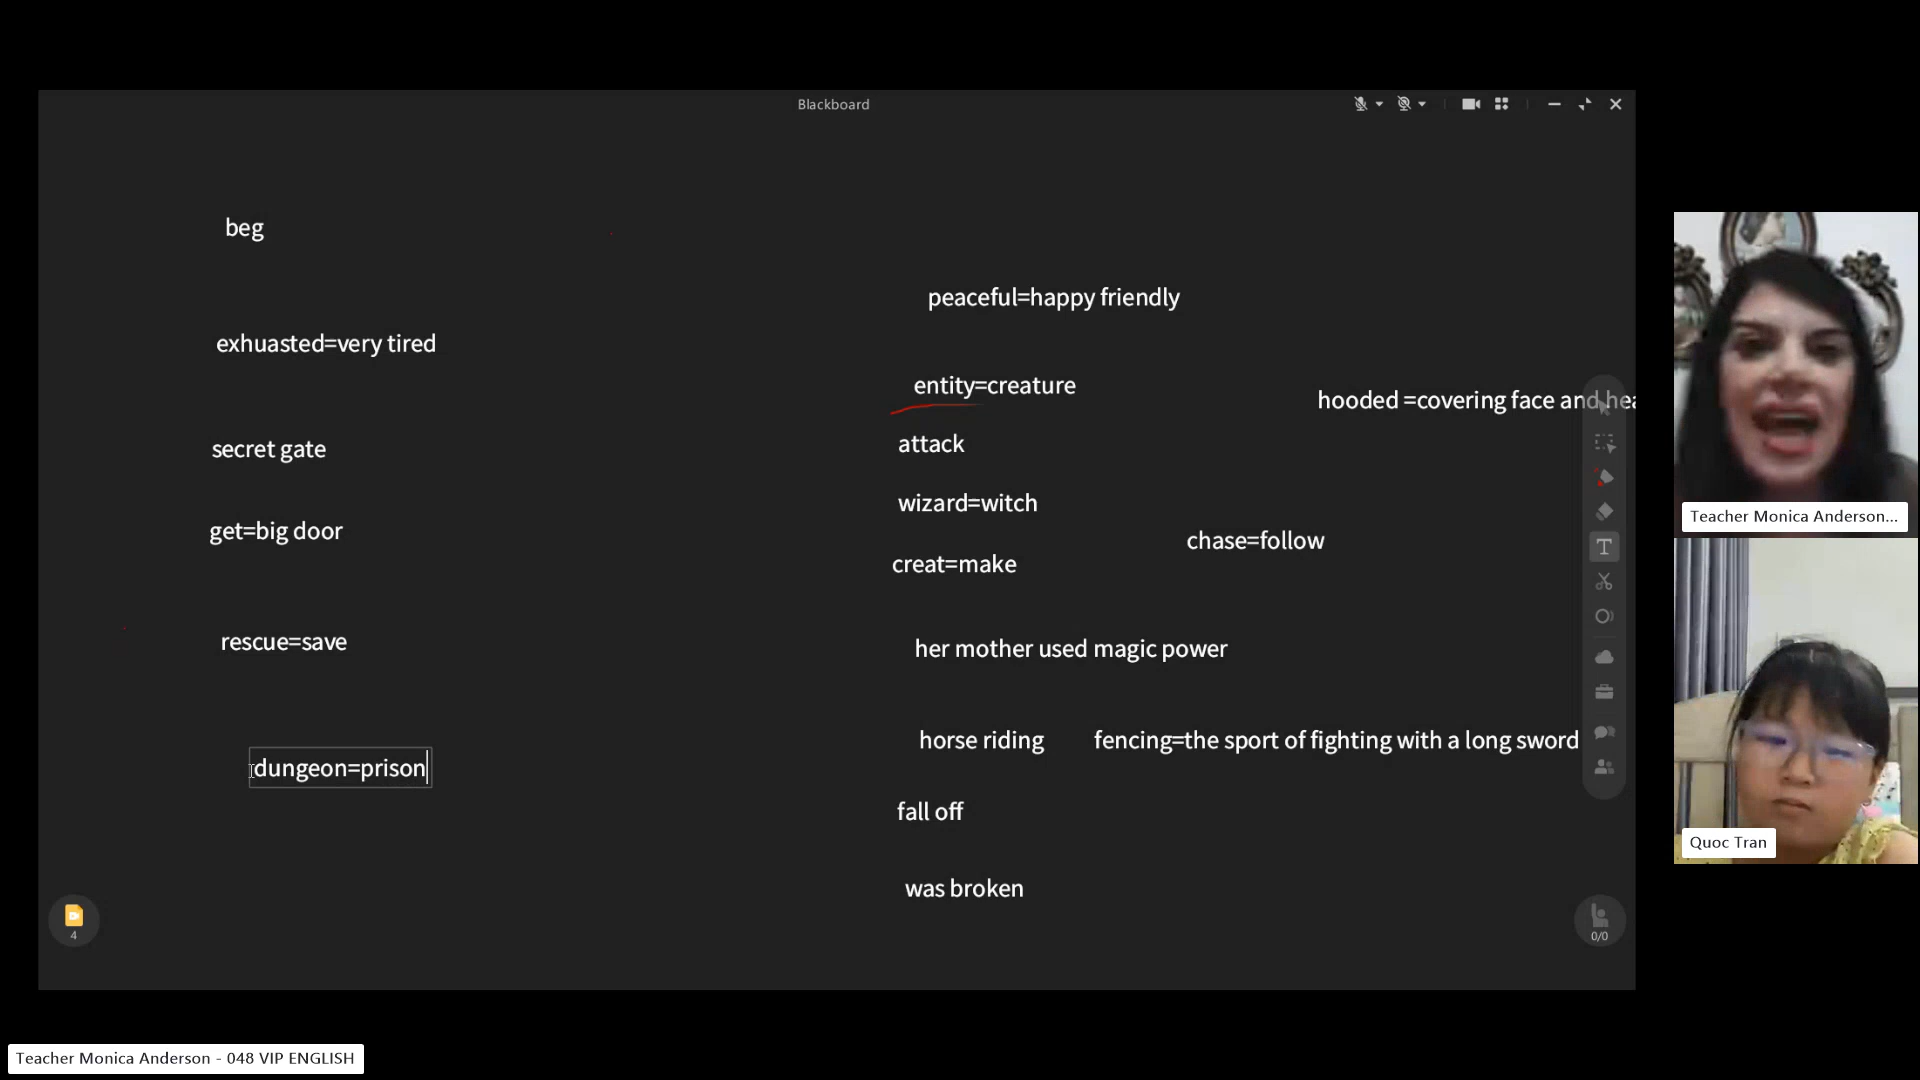 Blackboard
beg
peaceful=happy friendly
exhuasted=very tired
entity=creature
hooded =covering face and hea
secret gate
attack
get=big door
wizard=witch
chase=follow
creat=make
rescue=save
her mother used magic power
dungeon=prison
horse riding
fencing=the sport of fighting with a long sword
fall off
was broken
4
0/0
Teacher Monica Anderson...
Quoc Tran
Teacher Monica Anderson - 048 VIP ENGLISH